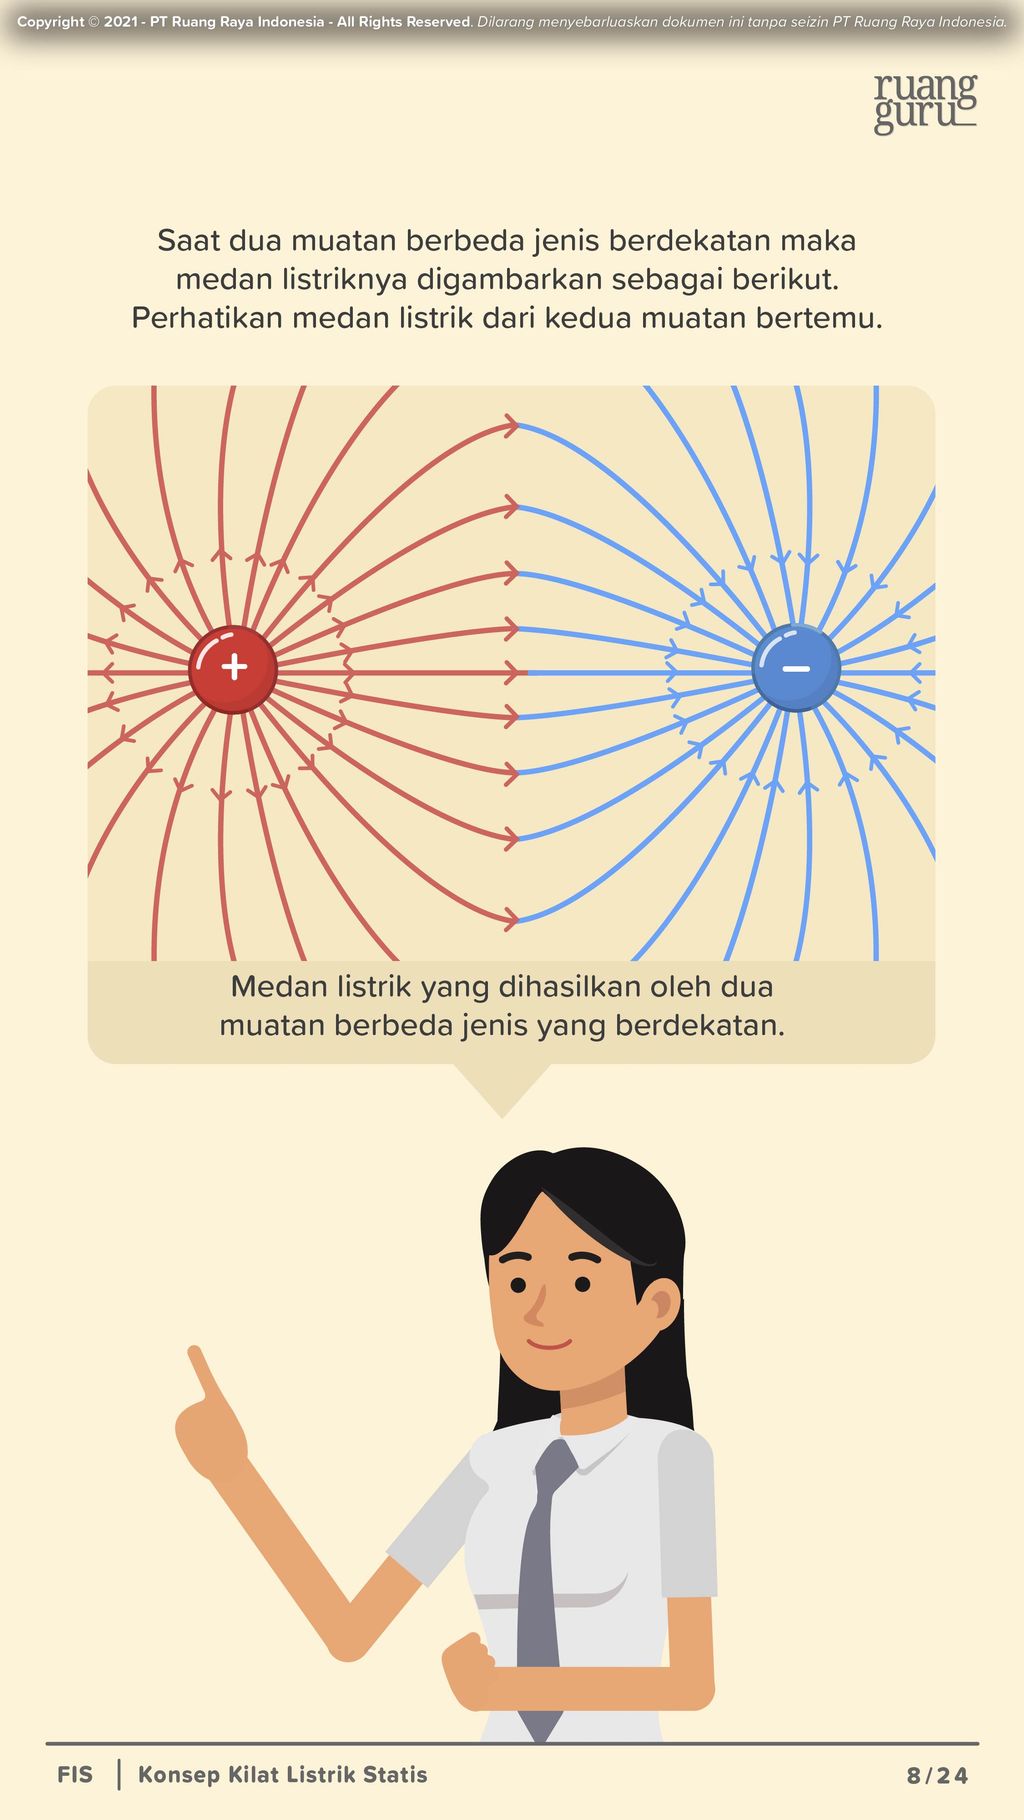 Copyright © 2021 - PT Ruang Raya Indonesia - All Rights Reserved. Dilarang menyebarluaskan dokumen ini tanpa seizin PT Ruang Raya Indonesia.
ruang
guru
Saat dua muatan berbeda jenis berdekatan maka
medan listriknya digambarkan sebagai berikut.
Perhatikan medan listrik dari kedua muatan bertemu.
+ −
Medan listrik yang dihasilkan oleh dua
muatan berbeda jenis yang berdekatan.
FIS | Konsep Kilat Listrik Statis 8/24